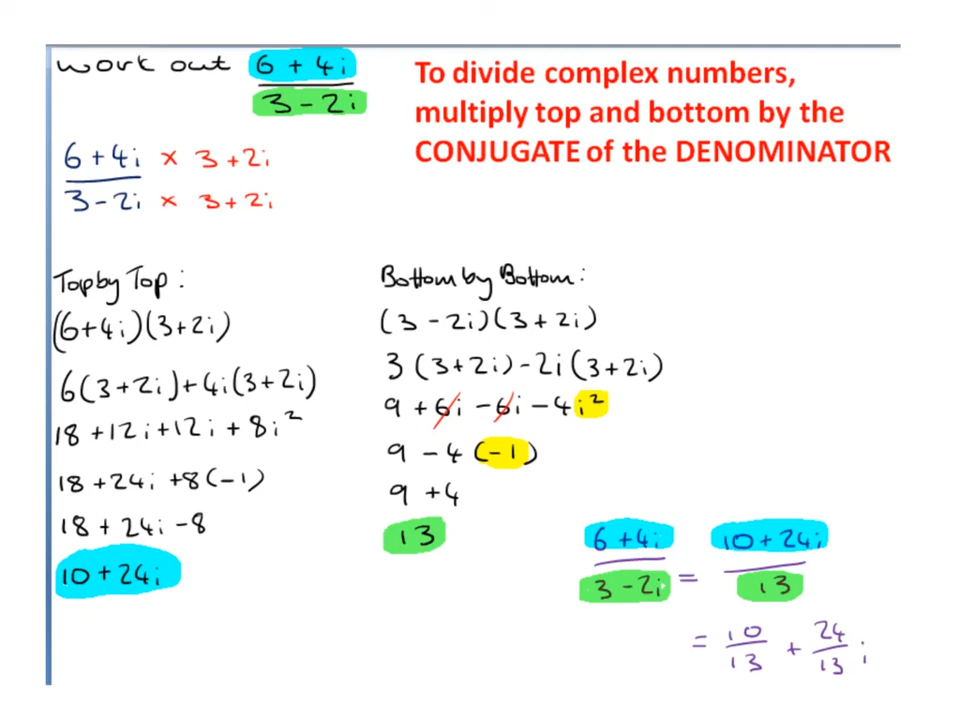 work out 6 + 4i
3 - 2i
To divide complex numbers,
multiply top and bottom by the
CONJUGATE of the DENOMINATOR
6 + 4i × 3 + 2i
3 - 2i × 3 + 2i
Top by Top :
(6+4i)(3+2i)
6(3+2i)+4i(3+2i)
18 +12i +12i + 8i²
18 +24i +8(-1)
18 + 24i -8
10 + 24i
Bottom by Bottom :
(3 - 2i)(3 + 2i)
3 (3+2i) - 2i (3+2i)
9 + 6i - 6i - 4i²
9 - 4 (-1)
9 + 4
13
6 + 4i 10 + 24i
3 - 2i = 13
= 10 + 24 i
13 13